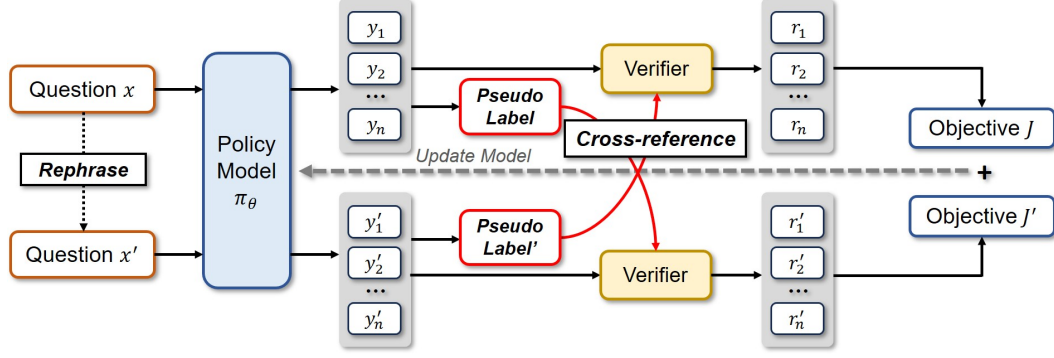 Question x
Rephrase
Question x′
Policy
Model
π_θ
y₁
y₂
...
yₙ
Pseudo
Label
Verifier
r₁
r₂
...
rₙ
Objective J
Cross-reference
Update Model
+
y′₁
y′₂
...
y′ₙ
Pseudo
Label'
Verifier
r′₁
r′₂
...
r′ₙ
Objective J′